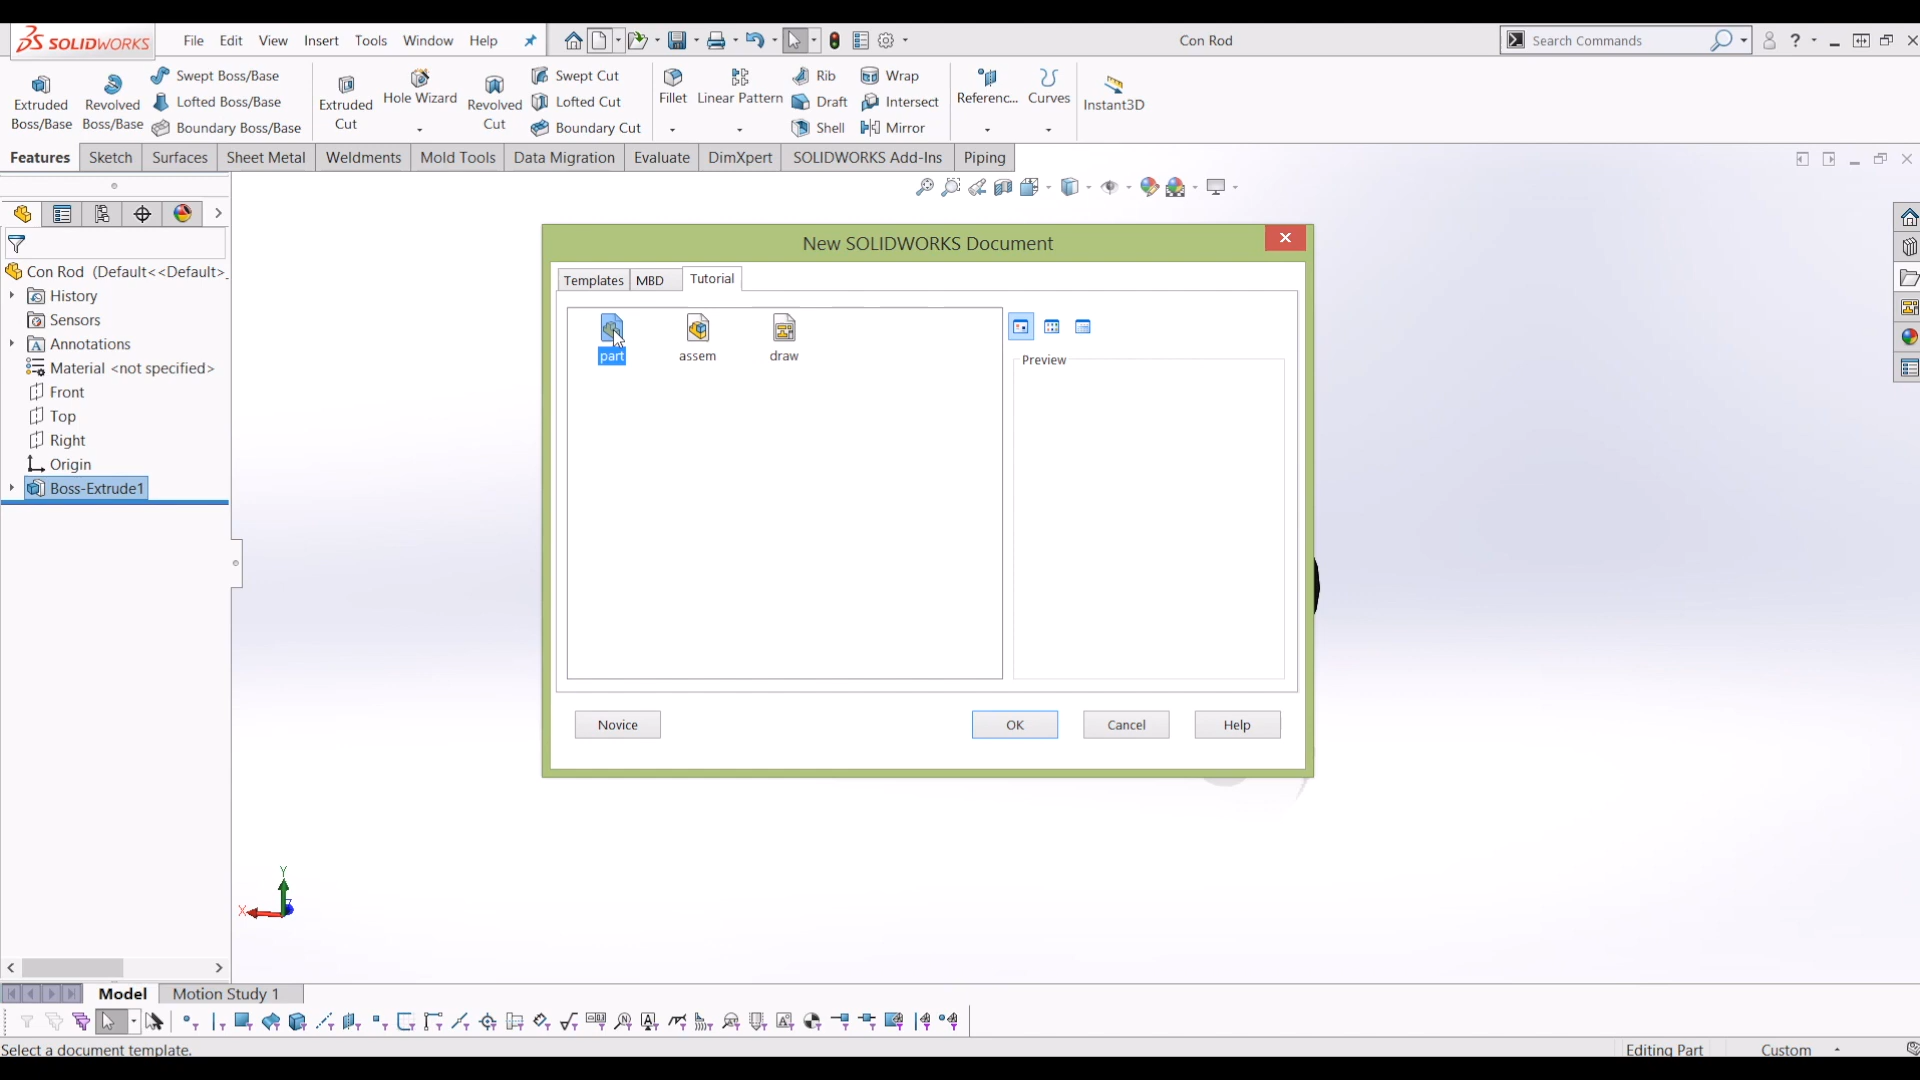 SOLIDWORKS File Edit View Insert Tools Window Help Con Rod Search Commands ?
Extruded Boss/Base
Revolved Boss/Base
Swept Boss/Base
Lofted Boss/Base
Boundary Boss/Base
Extruded Cut
Hole Wizard
Revolved Cut
Swept Cut
Lofted Cut
Boundary Cut
Fillet
Linear Pattern
Rib
Draft
Shell
Wrap
Intersect
Mirror
Referenc...
Curves
Instant3D
Features Sketch Surfaces Sheet Metal Weldments Mold Tools Data Migration Evaluate DimXpert SOLIDWORKS Add-Ins Piping
Con Rod (Default<<Default>_
History
Sensors
Annotations
Material <not specified>
Front
Top
Right
Origin
Boss-Extrude1
New SOLIDWORKS Document
Templates MBD Tutorial
part assem draw
Preview
Novice OK Cancel Help
Y
X
Z
Model Motion Study 1
Select a document template.
Editing Part Custom